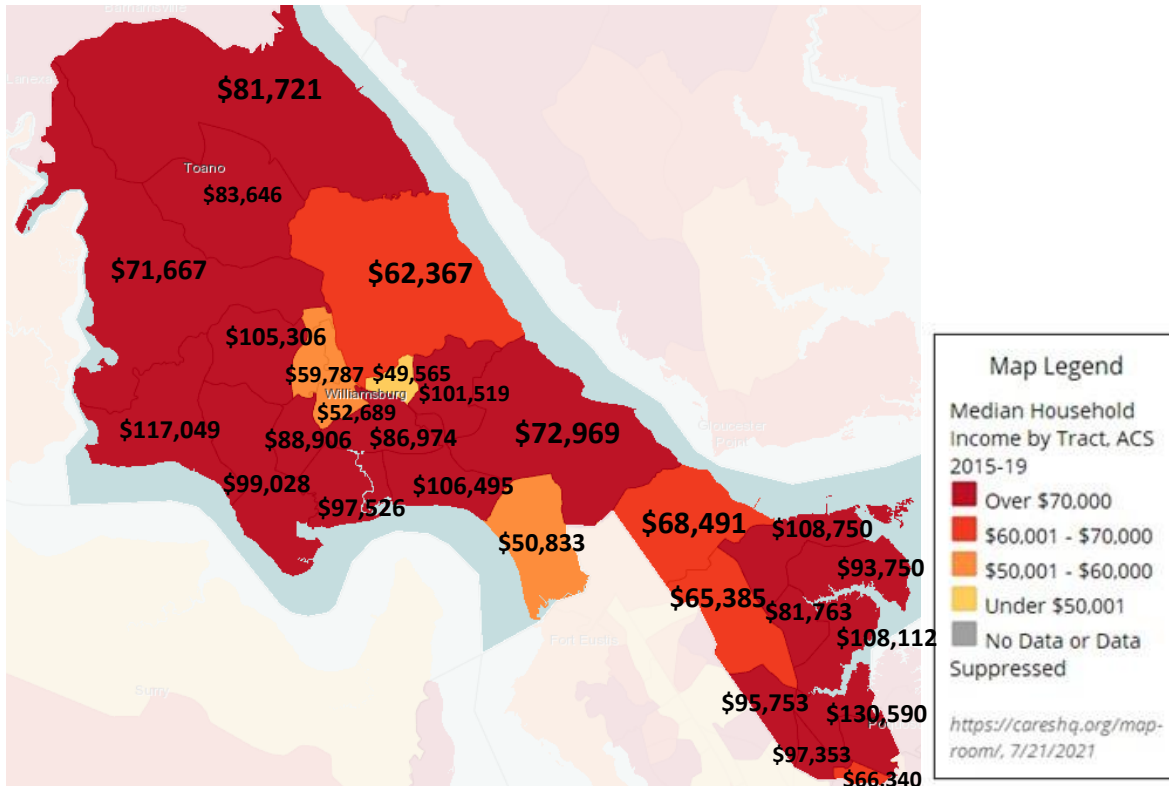 Barhamsville
Lanexa
$81,721
Toano
$83,646
$71,667
$62,367
$105,306
$59,787
$49,565
Williamsburg
$101,519
$52,689
$117,049
$88,906
$86,974
$72,969
Gloucester
Point
$99,028
$106,495
$97,526
$68,491
$108,750
$50,833
$93,750
$65,385
$81,763
Fort Eustis
$108,112
Surry
$95,753
$130,590
$97,353
$66,340
Map Legend
Median Household
Income by Tract, ACS
2015-19
Over $70,000
$60,001 - $70,000
$50,001 - $60,000
Under $50,001
No Data or Data
Suppressed
https://careshq.org/map-
room/, 7/21/2021